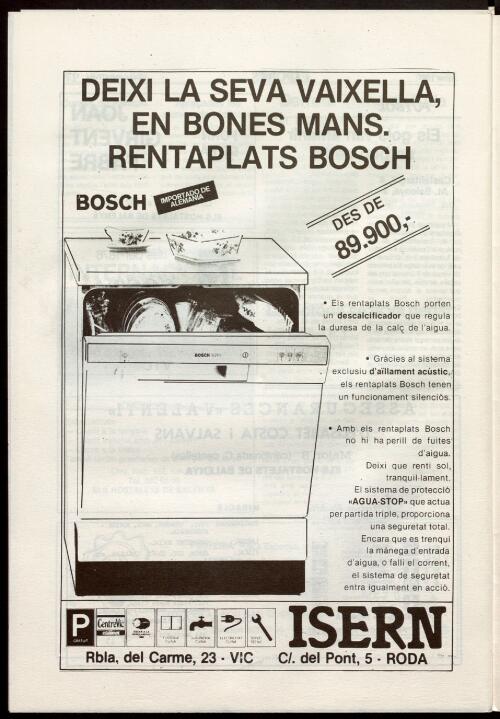 DEIXI LA SEVA VAIXELLA,
EN BONES MANS.
RENTAPLATS BOSCH
BOSCH
IMPORTADO DE
ALEMANIA
DES DE
89.900,-
• Els rentaplats Bosch porten
un descalcificador que regula
la duresa de la calç de l'aigua.
BOSCH
• Gràcies al sistema
exclusiu d'aïllament acústic,
els rentaplats Bosch tenen
un funcionament silenciós.
• Amb els rentaplats Bosch
no hi ha perill de fuites
d'aigua.
Deixi que renti sol,
tranquil·lament.
El sistema de protecció
«AGUA-STOP» que actua
per partida triple, proporciona
una seguretat total.
Encara que es trenqui
la mànega d'entrada
d'aigua, o falli el corrent,
el sistema de seguretat
entra igualment en acció.
P
CentreVic
ISERN
Rbla, del Carme, 23 - VIC
C/. del Pont, 5 - RODA